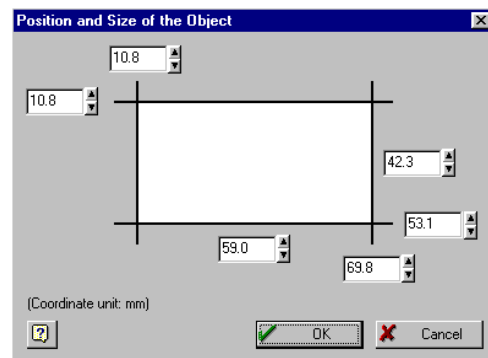 Position and Size of the Object
10.8
10.8
42.3
53.1
59.0
69.8
(Coordinate unit: mm)
OK
Cancel